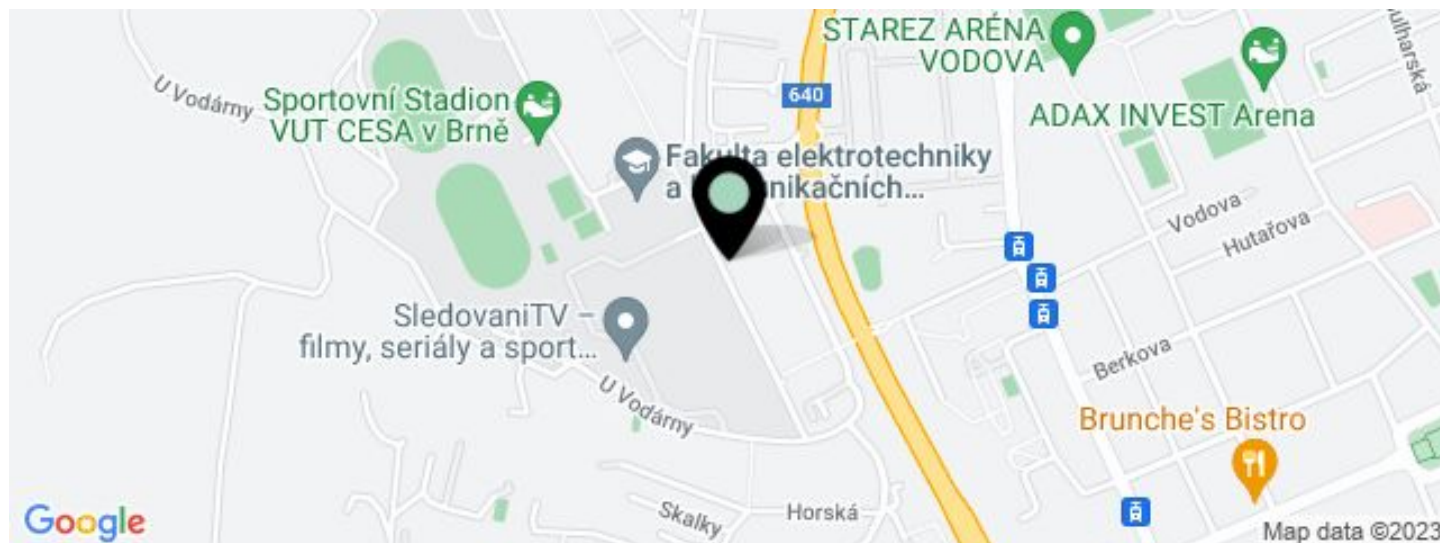 STAREZ ARÉNA
VODOVA
U Vodárny
Sportovní Stadion
VUT CESA v Brně
640
ADAX INVEST Arena
Fakulta elektrotechniky
a
unikačních...
Vodova
Hutařova
SledovaniTV –
filmy, seriály a sport...
Berkova
U Vodárny
Brunche's Bistro
Skalky
Horská
Google
Map data ©2023